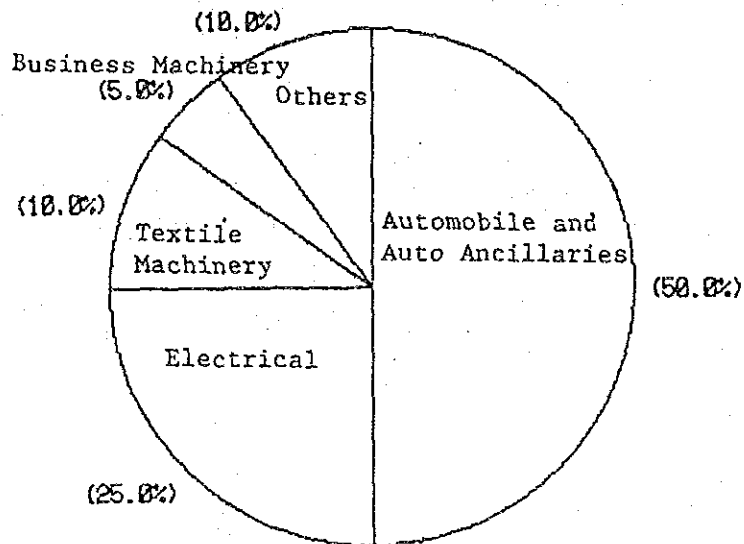 (10.0%)
Business Machinery
(5.0%)
Others
(10.0%)
Textile
Machinery
Automobile and
Auto Ancillaries
(50.0%)
Electrical
(25.0%)